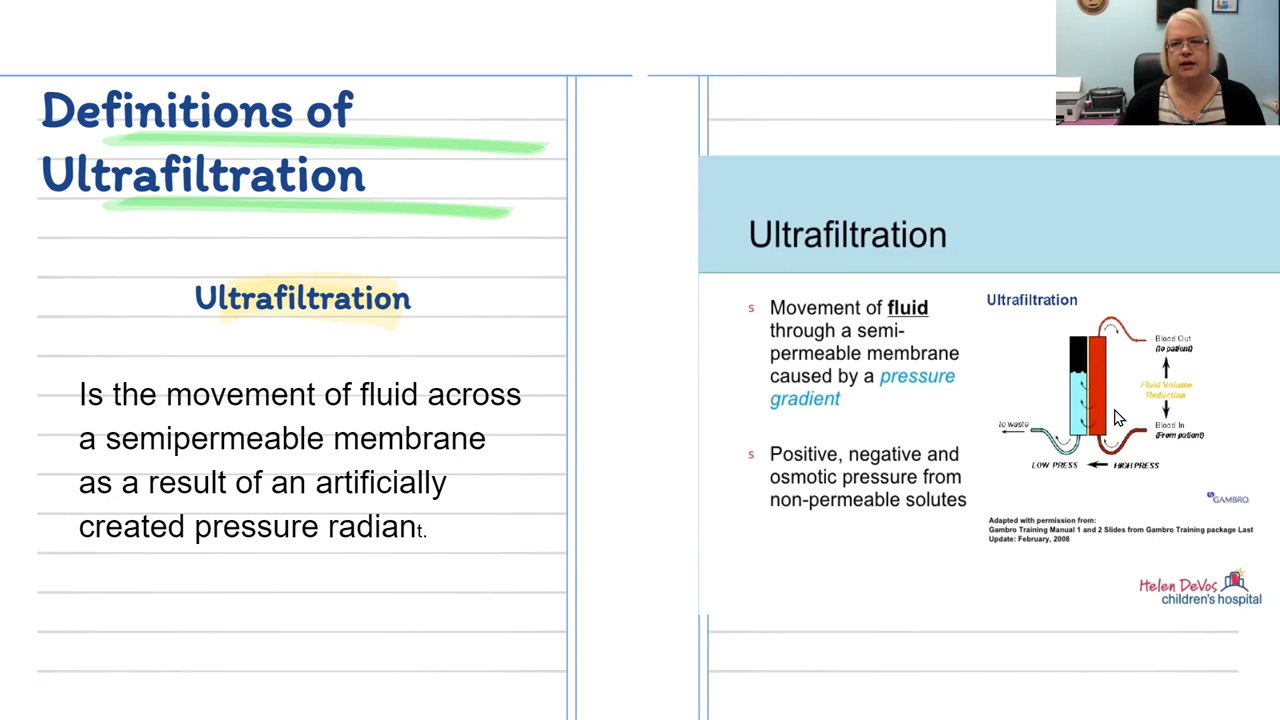 Definitions of
Ultrafiltration
Ultrafiltration
Is the movement of fluid across
a semipermeable membrane
as a result of an artificially
created pressure radiant.
Ultrafiltration
s Movement of fluid
through a semi-
permeable membrane
caused by a pressure
gradient
s Positive, negative and
osmotic pressure from
non-permeable solutes
Ultrafiltration
Blood Out
(to patient)
Fluid Volume
Reduction
to waste
Blood In
(From patient)
LOW PRESS
HIGH PRESS
GAMBRO
Adapted with permission from:
Gambro Training Manual 1 and 2 Slides from Gambro Training package Last
Update: February, 2008
Helen DeVos
children's hospital